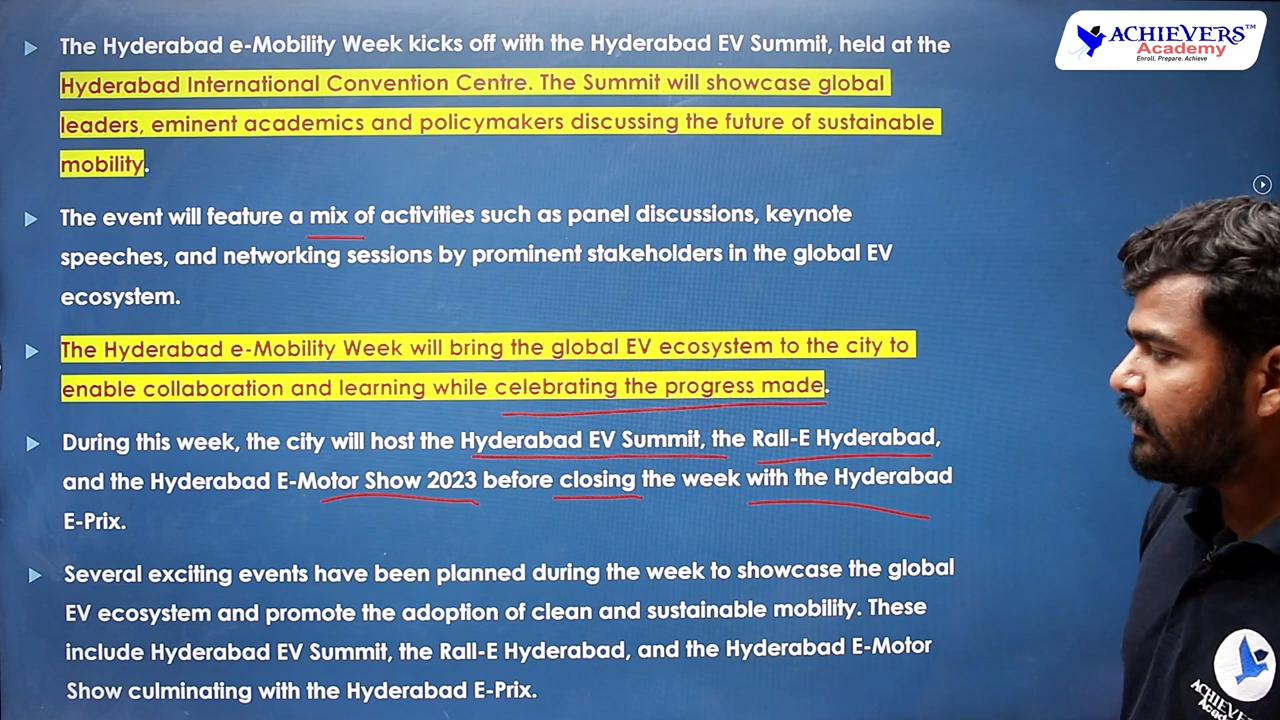 The Hyderabad e-Mobility Week kicks off with the Hyderabad EV Summit, held at the
Hyderabad International Convention Centre. The Summit will showcase global
leaders, eminent academics and policymakers discussing the future of sustainable
mobility.
The event will feature a mix of activities such as panel discussions, keynote
speeches, and networking sessions by prominent stakeholders in the global EV
ecosystem.
The Hyderabad e-Mobility Week will bring the global EV ecosystem to the city to
enable collaboration and learning while celebrating the progress made.
During this week, the city will host the Hyderabad EV Summit, the Rall-E Hyderabad,
and the Hyderabad E-Motor Show 2023 before closing the week with the Hyderabad
E-Prix.
Several exciting events have been planned during the week to showcase the global
EV ecosystem and promote the adoption of clean and sustainable mobility. These
include Hyderabad EV Summit, the Rall-E Hyderabad, and the Hyderabad E-Motor
Show culminating with the Hyderabad E-Prix.
ACHIEVERS™
Academy
Enroll. Prepare. Achieve